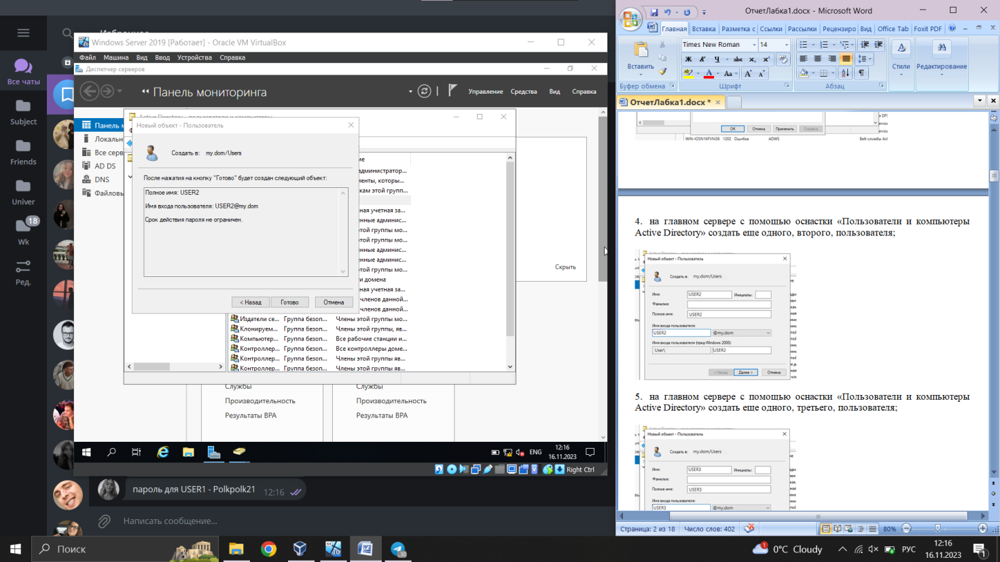 Избранное
Все чаты
Subject
Friends
Univer
18
Wk
Ред.
Windows Server 2019 [Работает] - Oracle VM VirtualBox
Файл Машина Вид Ввод Устройства Справка
Диспетчер серверов
Панель мониторинга
Управление Средства Вид Справка
Панель м
Локальн
Все серв
AD DS
DNS
Файловы
Active Directory - пользователи и компьютеры
Новый объект - Пользователь
Создать в: my.dom/Users
После нажатия на кнопку "Готово" будет создан следующий объект:
Полное имя: USER2
Имя входа пользователя: USER2@my.dom
Срок действия пароля не ограничен.
< Назад Готово Отмена
ие
администратор...
иенты, которы...
кам этой групп...
ная учетная за...
енные админис...
той группы мо...
той группы мо...
енные админис...
енные админис...
той группы мо...
ти домена
ная учетная за...
членов данной...
членов данной...
Издатели се... Группа безоп... Члены этой группы мо...
Клонируем... Группа безоп... Члены этой группы, яв...
Компьютер... Группа безоп... Все рабочие станции и...
Контролле... Группа безоп... Все контроллеры доме...
Контроллер... Группа безоп... Члены этой группы яв...
Контроллер... Группа безоп... Члены этой группы яв...
Скрыть
Службы Службы
Производительность Производительность
Результаты BPA Результаты BPA
ENG
12:16
16.11.2023
Right Ctrl
пароль для USER1 - Polkpolk21 12:16
Написать сообщение...
ОтчетЛабка1.docx - Microsoft Word
Главная Вставка Разметка с Ссылки Рассылки Рецензиро Вид Office Tab Foxit PDF
Вставить
Буфер обмена
Times New Roman 14
Ж К Ч abc x₂ x²
Aa A A
Шрифт
Абзац
Стили
Редактирование
ОтчетЛабка1.docx *
ОК Отмена Применить Справка
WIN-IOSN1KFVNG6 1202 Ошибка ADWS Веб-службы Act
4. на главном сервере с помощью оснастки «Пользователи и компьютеры
Active Directory» создать еще одного, второго, пользователя;
Новый объект - Пользователь
Создать в: my.dom/Users
Имя: USER2 Инициалы:
Фамилия:
Полное имя: USER2
Имя входа пользователя:
USER2 @my.dom
Имя входа пользователя (пред-Windows 2000):
User\ USER2
< Назад Далее > Отмена
5. на главном сервере с помощью оснастки «Пользователи и компьютеры
Active Directory» создать еще одного, третьего, пользователя;
Новый объект - Пользователь
Создать в: my.dom/Users
Имя: USER3 Инициалы:
Фамилия:
Полное имя: USER3
Имя входа пользователя:
USER3 @my.dom
Страница: 2 из 18 Число слов: 402 80%
Поиск
30
1
0°C Cloudy
РУС
12:16
16.11.2023
1